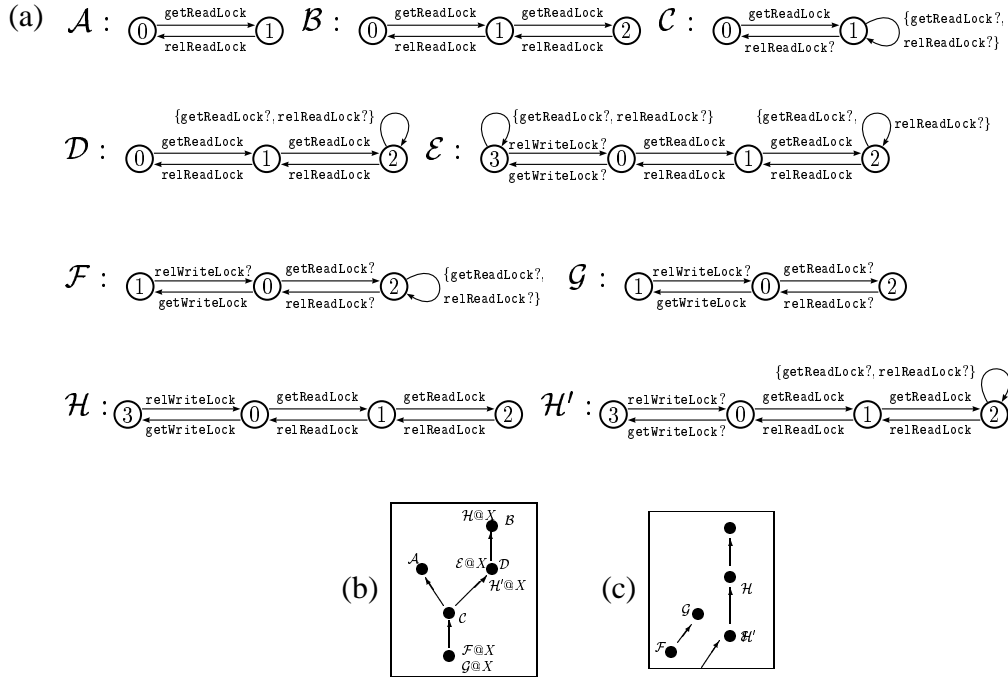 (a) A : 0 getReadLock relReadLock 1 B : 0 getReadLock relReadLock 1 getReadLock relReadLock 2 C : 0 getReadLock relReadLock? 1 {getReadLock?, relReadLock?}
D : 0 getReadLock relReadLock 1 getReadLock relReadLock 2 {getReadLock?, relReadLock?} E : 3 {getReadLock?, relReadLock?} relWriteLock? getWriteLock? 0 getReadLock relReadLock 1 getReadLock relReadLock 2 {getReadLock?, relReadLock?}
F : 1 relWriteLock? getWriteLock 0 getReadLock? relReadLock? 2 {getReadLock?, relReadLock?} G : 1 relWriteLock? getWriteLock 0 getReadLock? relReadLock? 2
H : 3 relWriteLock getWriteLock 0 getReadLock relReadLock 1 getReadLock relReadLock 2 H' : 3 relWriteLock? getWriteLock? 0 getReadLock relReadLock 1 getReadLock relReadLock 2 {getReadLock?, relReadLock?}
(b)
H@X B
A E@X D
H'@X
C
F@X
G@X
(c)
H
G
F H'